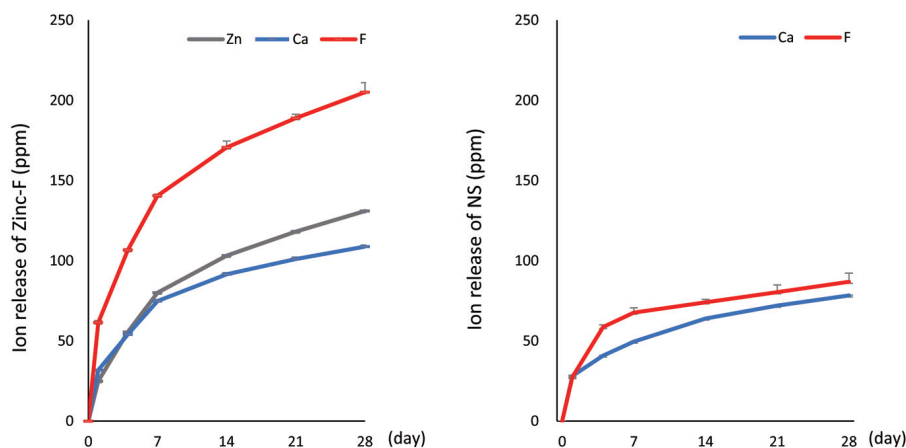 Ion release of Zinc-F (ppm)
250
200
150
100
50
0
Zn Ca F
0 7 14 21 28 (day)
Ion release of NS (ppm)
250
200
150
100
50
0
Ca F
0 7 14 21 28 (day)